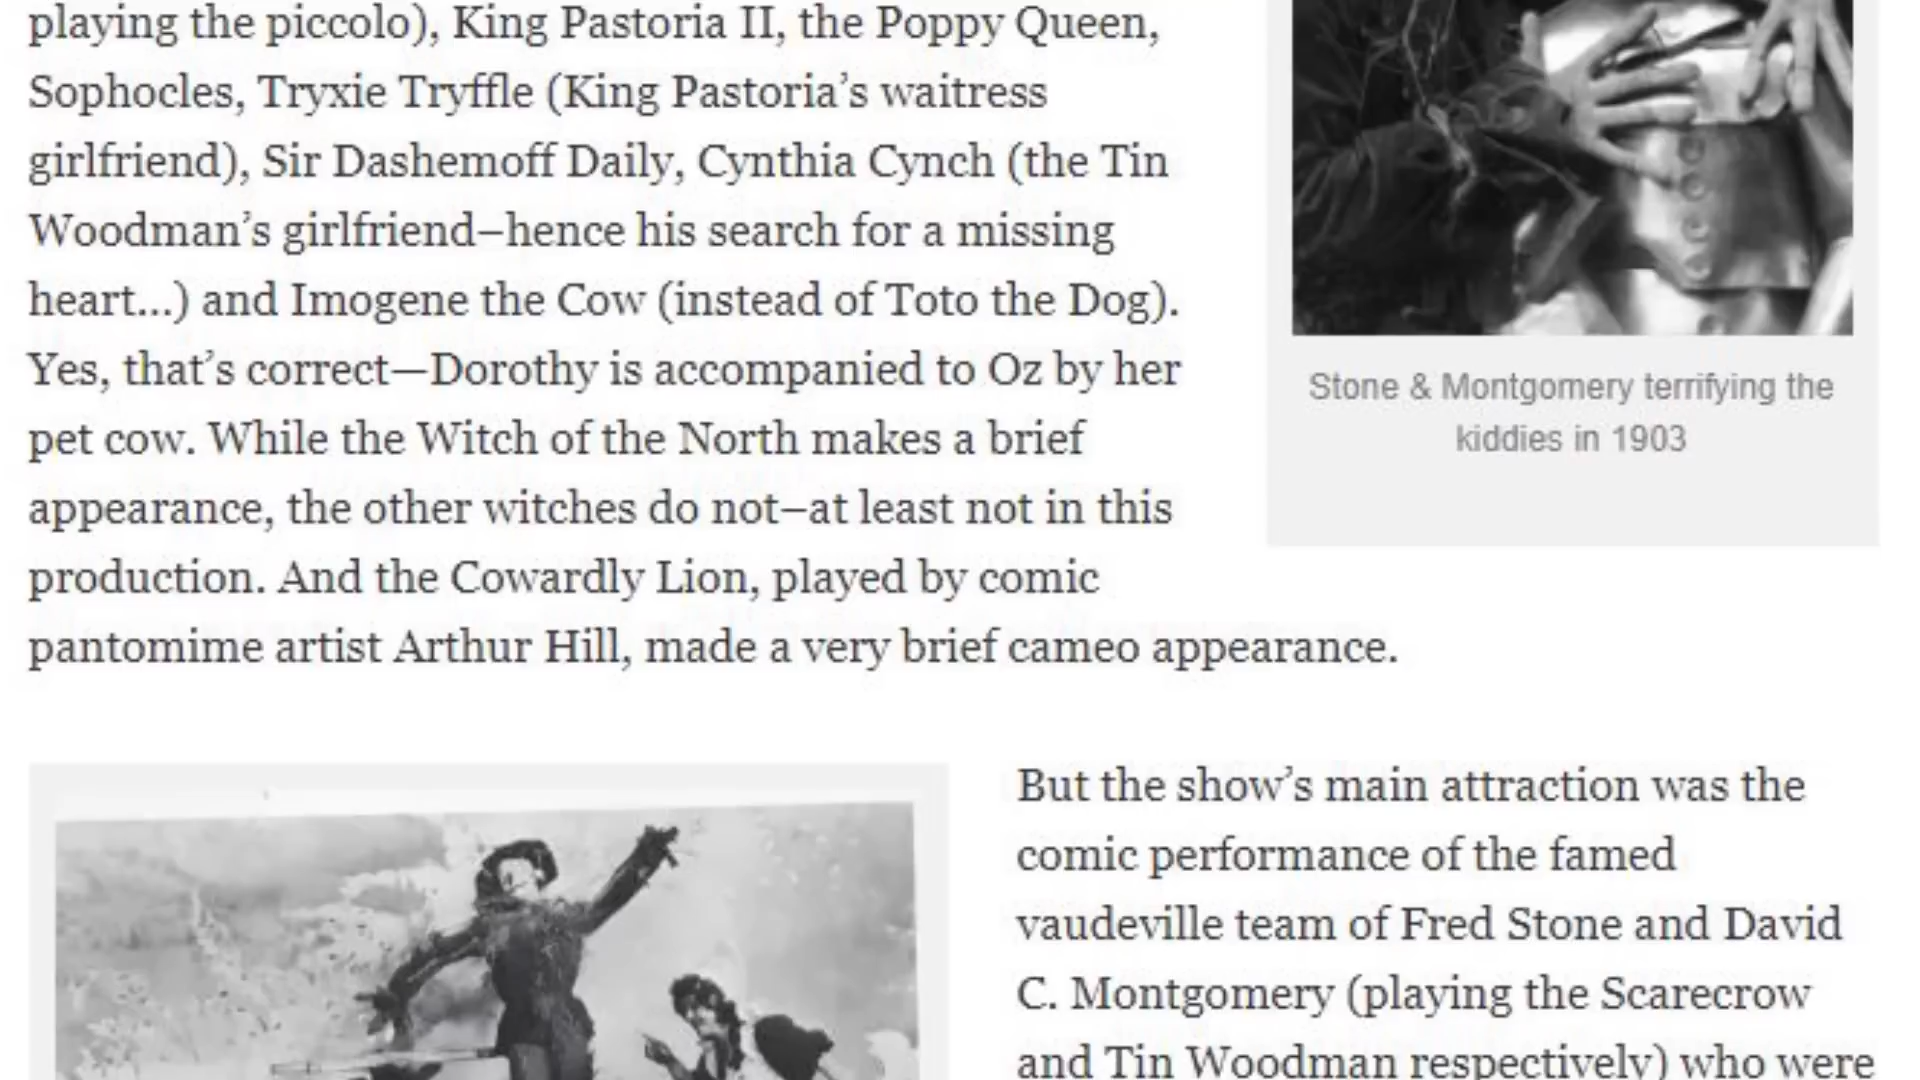 playing the piccolo), King Pastoria II, the Poppy Queen,
Sophocles, Tryxie Tryffle (King Pastoria’s waitress
girlfriend), Sir Dashemoff Daily, Cynthia Cynch (the Tin
Woodman’s girlfriend–hence his search for a missing
heart…) and Imogene the Cow (instead of Toto the Dog).
Yes, that’s correct—Dorothy is accompanied to Oz by her
pet cow. While the Witch of the North makes a brief
appearance, the other witches do not–at least not in this
production. And the Cowardly Lion, played by comic
pantomime artist Arthur Hill, made a very brief cameo appearance.
Stone & Montgomery terrifying the
kiddies in 1903
But the show’s main attraction was the
comic performance of the famed
vaudeville team of Fred Stone and David
C. Montgomery (playing the Scarecrow
and Tin Woodman respectively) who were